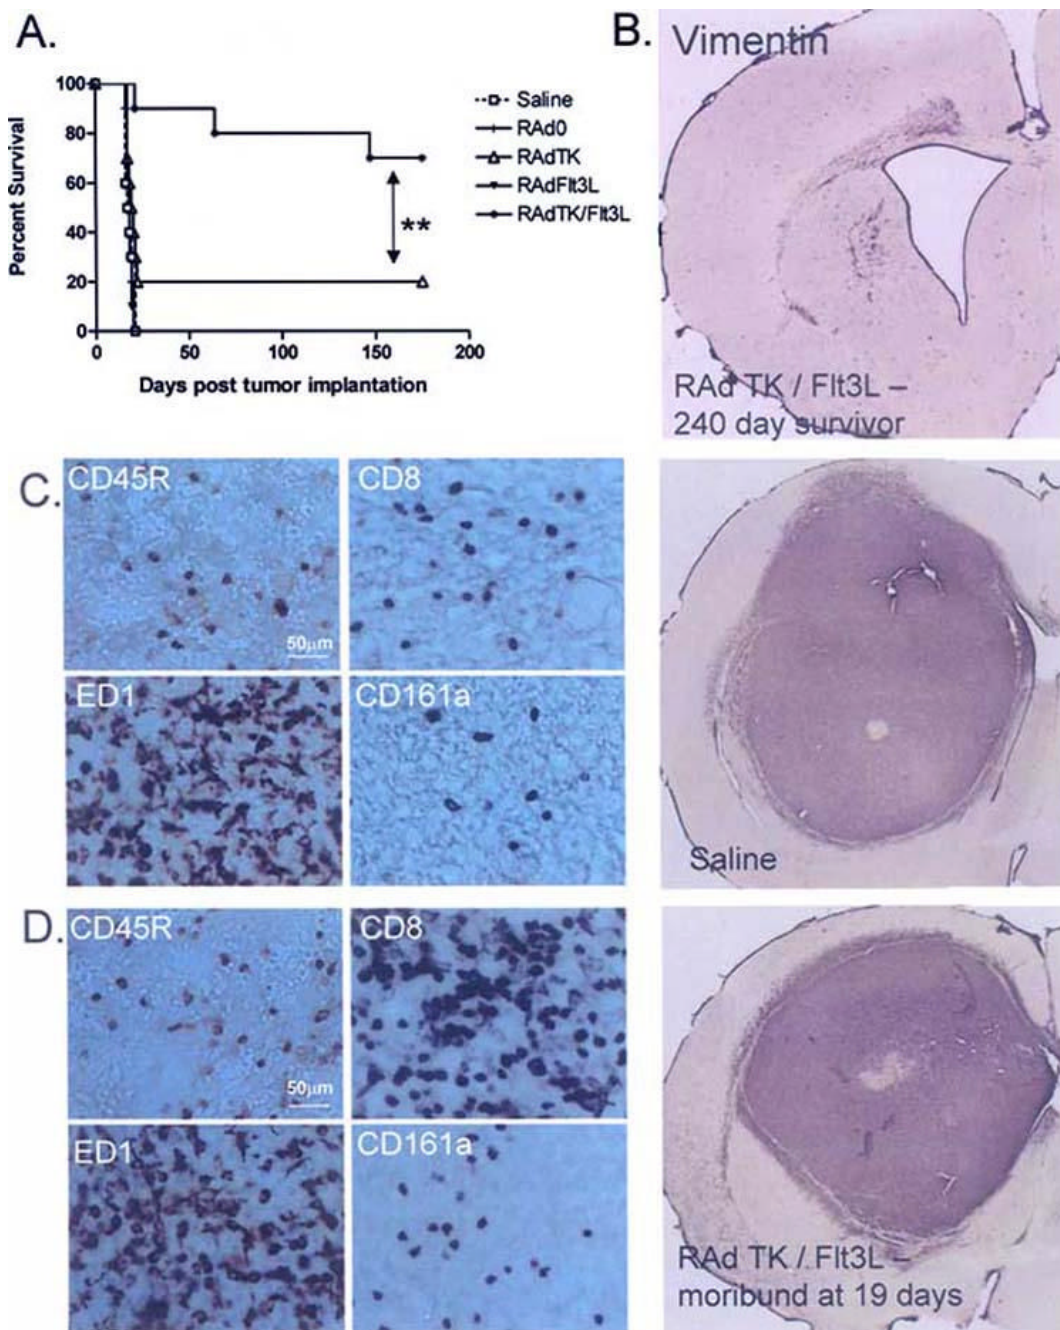 A.
Percent Survival
100
80
60
40
20
0
0 50 100 150 200
Days post tumor implantation
Saline
RAd0
RAdTK
RAdFlt3L
RAdTK/Flt3L
**
B.
Vimentin
RAd TK / Flt3L –
240 day survivor
Saline
RAd TK / Flt3L –
moribund at 19 days
C.
CD45R
50µm
CD8
ED1
CD161a
D.
CD45R
50µm
CD8
ED1
CD161a